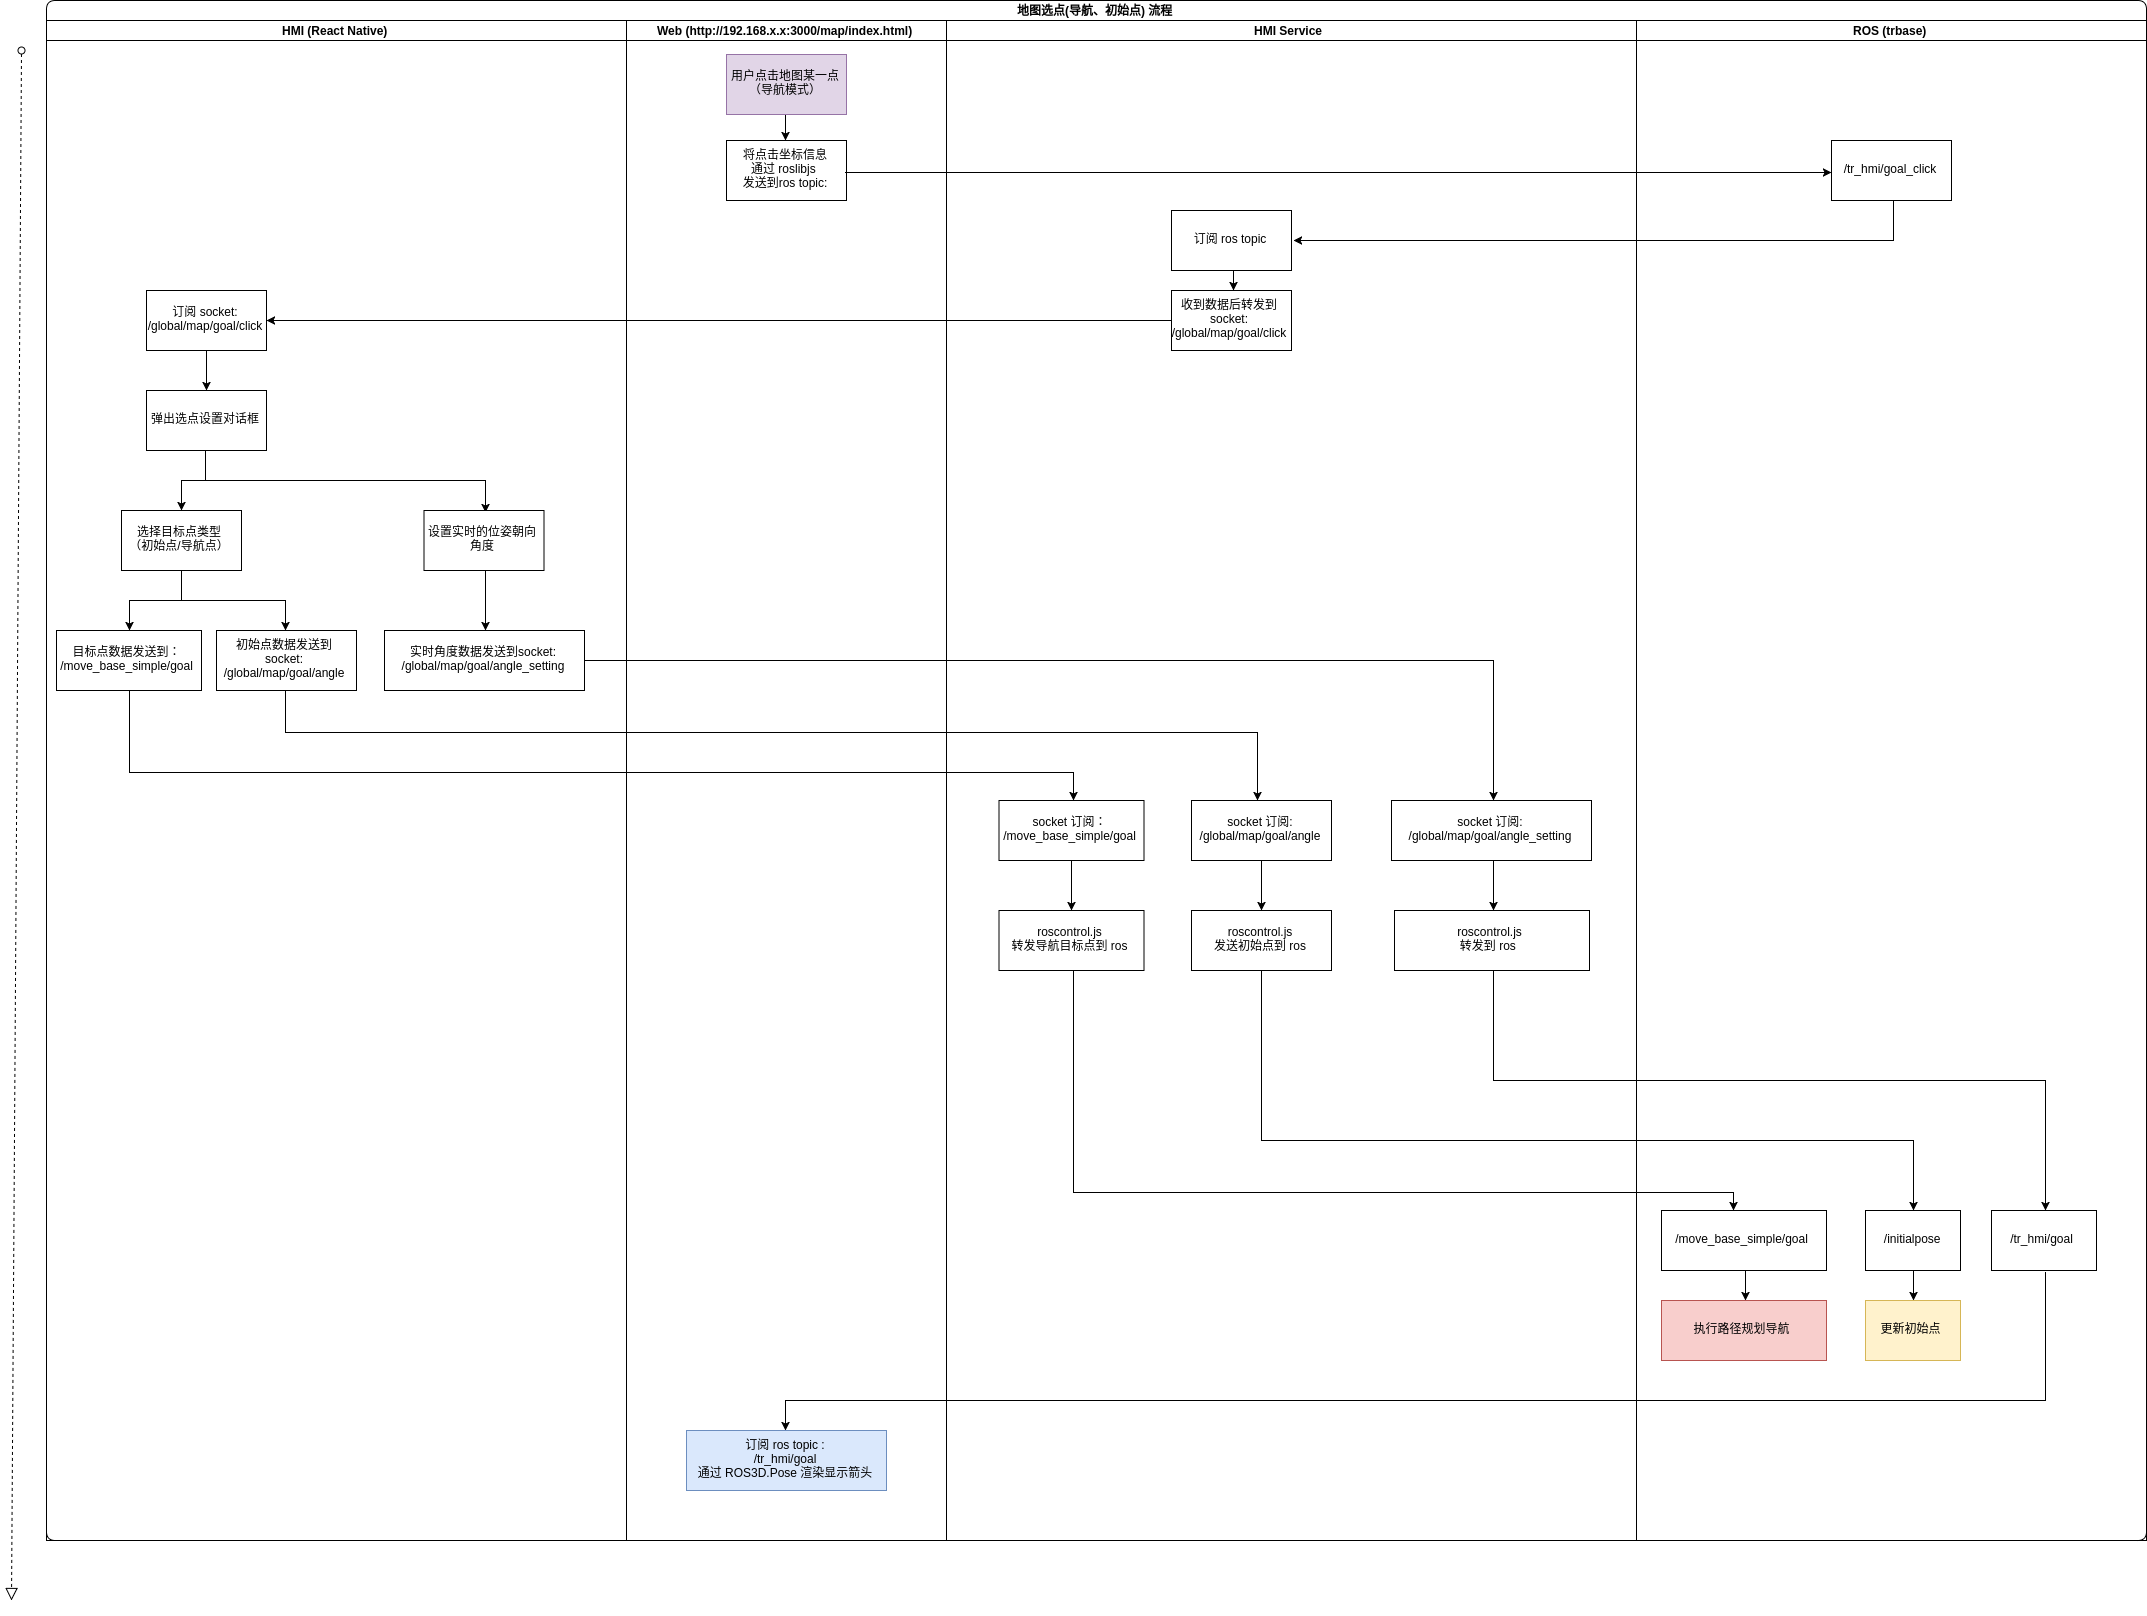 地图选点(导航、初始点) 流程
HMI (React Native)
Web (http://192.168.x.x:3000/map/index.html)
HMI Service
ROS (trbase)
用户点击地图某一点
（导航模式）
将点击坐标信息
通过 roslibjs
发送到ros topic:
/tr_hmi/goal_click
订阅 ros topic
收到数据后转发到
socket:
/global/map/goal/click
订阅 socket:
/global/map/goal/click
弹出选点设置对话框
选择目标点类型
（初始点/导航点）
设置实时的位姿朝向
角度
目标点数据发送到：
/move_base_simple/goal
初始点数据发送到
socket:
/global/map/goal/angle
实时角度数据发送到socket:
/global/map/goal/angle_setting
socket 订阅：
/move_base_simple/goal
socket 订阅:
/global/map/goal/angle
socket 订阅:
/global/map/goal/angle_setting
roscontrol.js
转发导航目标点到 ros
roscontrol.js
发送初始点到 ros
roscontrol.js
转发到 ros
/move_base_simple/goal
/initialpose
/tr_hmi/goal
执行路径规划导航
更新初始点
订阅 ros topic :
/tr_hmi/goal
通过 ROS3D.Pose 渲染显示箭头